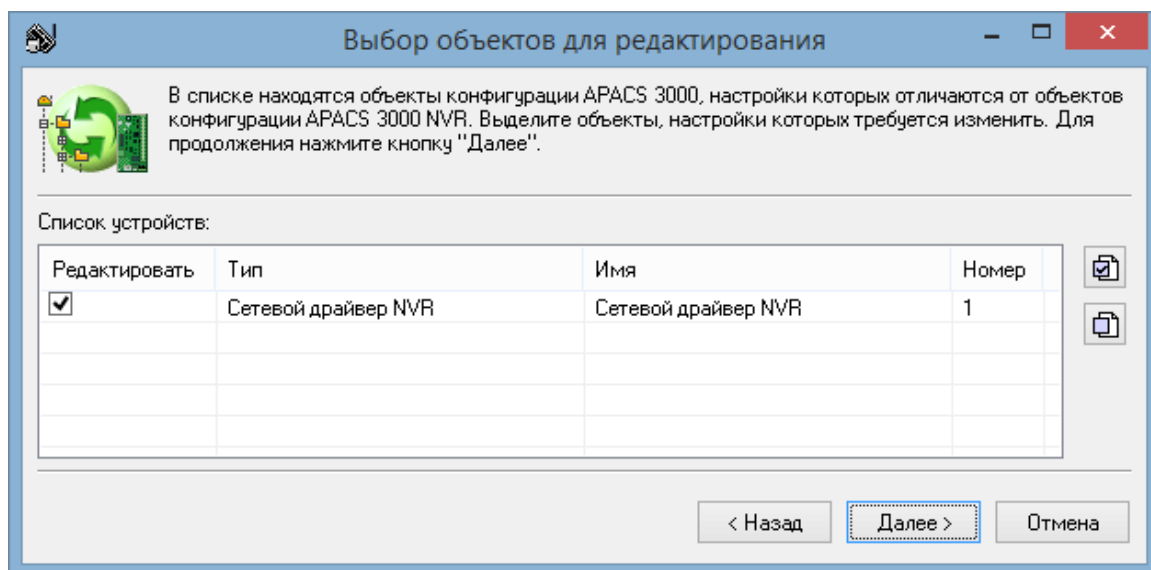 Выбор объектов для редактирования
В списке находятся объекты конфигурации APACS 3000, настройки которых отличаются от объектов
конфигурации APACS 3000 NVR. Выделите объекты, настройки которых требуется изменить. Для
продолжения нажмите кнопку "Далее".
Список устройств:
Редактировать Тип Имя Номер
Сетевой драйвер NVR Сетевой драйвер NVR 1
< Назад Далее > Отмена